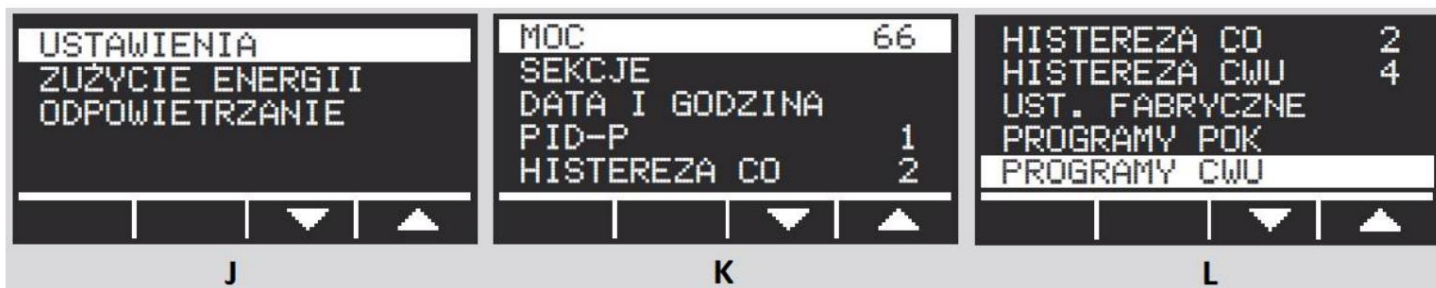 USTAWIENIA
ZUŻYCIE ENERGII
ODPOWIETRZANIE
J
MOC 66
SEKCJE
DATA I GODZINA
PID-P 1
HISTEREZA CO 2
K
HISTEREZA CO 2
HISTEREZA CWU 4
UST. FABRYCZNE
PROGRAMY POK
PROGRAMY CWU
L